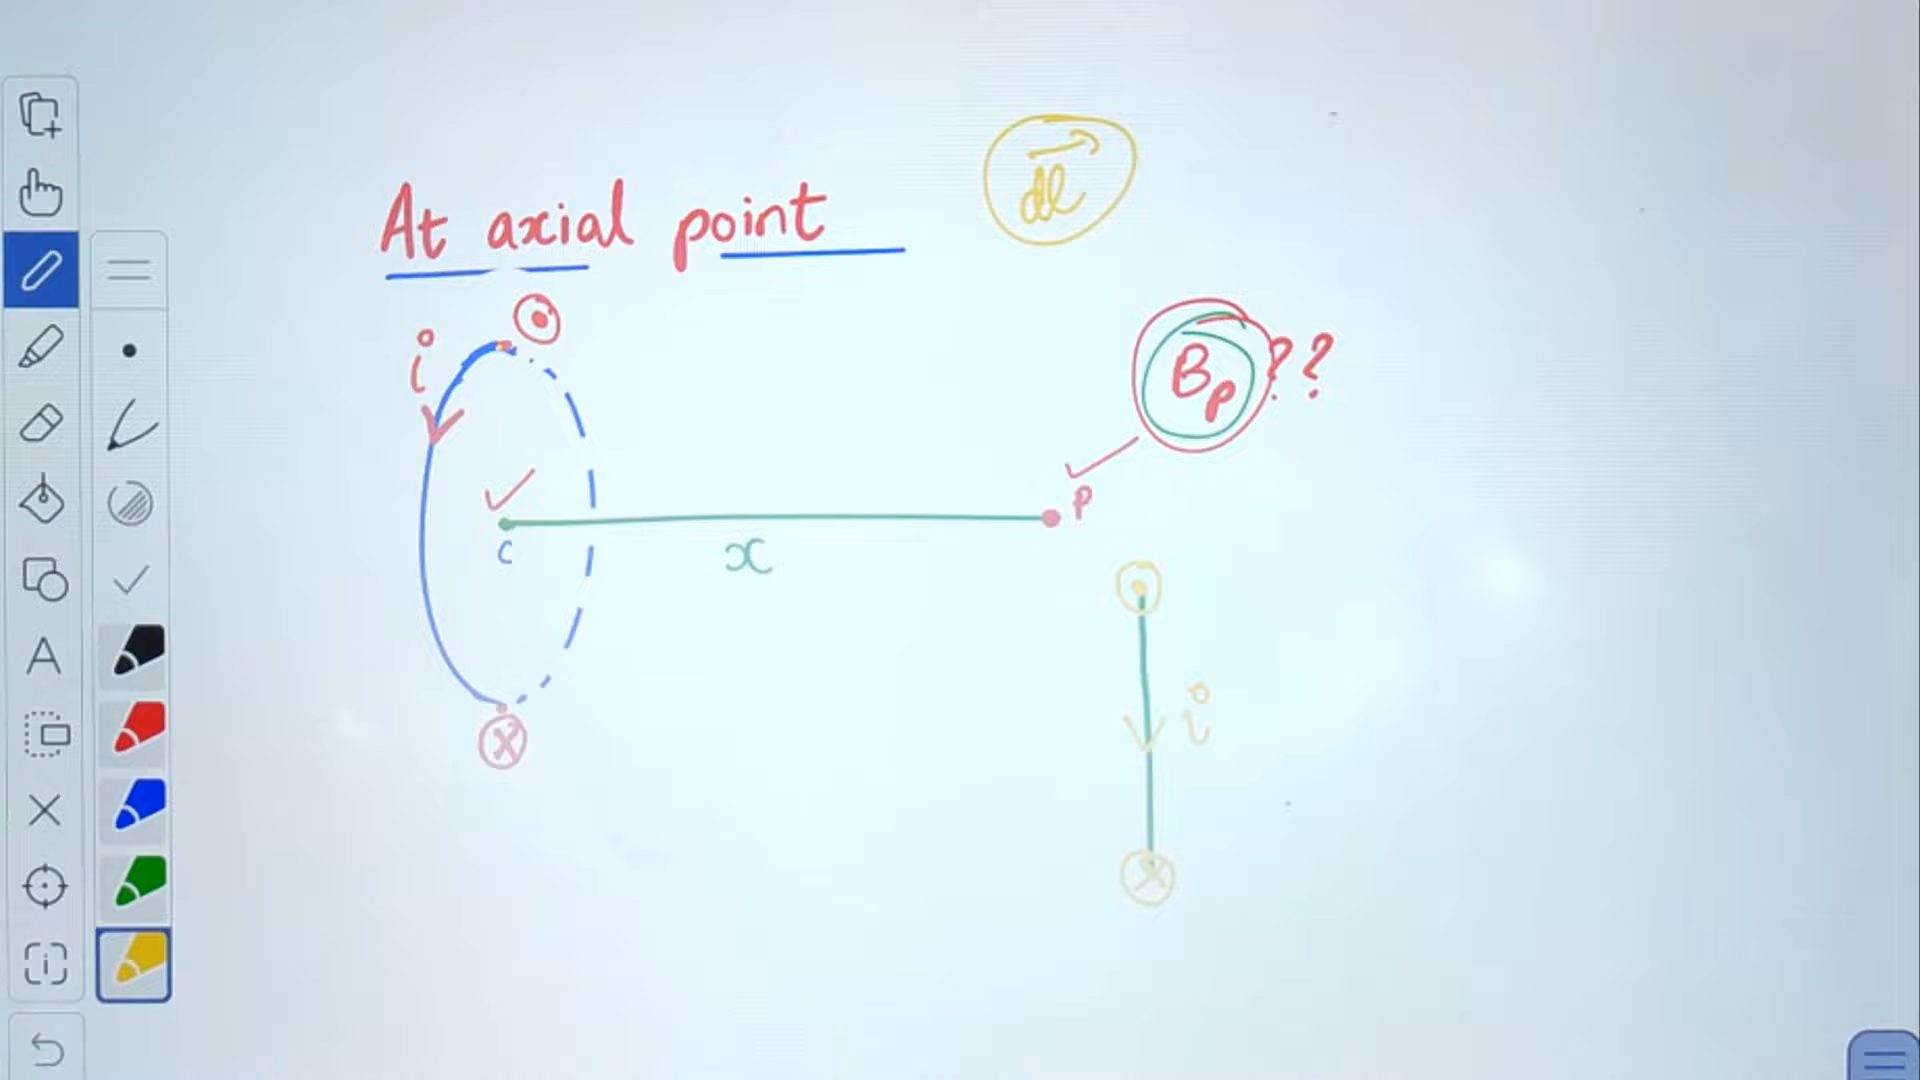 dl
At axial point
i
Bp ??
P
C
x
i